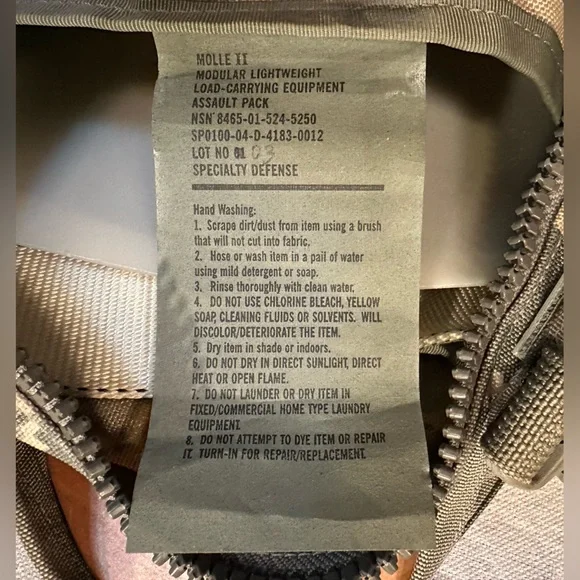 MOLLE II
MODULAR LIGHTWEIGHT
LOAD-CARRYING EQUIPMENT
ASSAULT PACK
NSN 8465-01-524-5250
SP0100-04-D-4183-0012
LOT NO 03
SPECIALTY DEFENSE
Hand Washing:
1. Scrape dirt/dust from item using a brush
that will not cut into fabric.
2. Hose or wash item in a pail of water
using mild detergent or soap.
3. Rinse thoroughly with clean water.
4. DO NOT USE CHLORINE BLEACH, YELLOW
SOAP, CLEANING FLUIDS OR SOLVENTS. WILL
DISCOLOR/DETERIORATE THE ITEM.
5. Dry item in shade or indoors.
6. DO NOT DRY IN DIRECT SUNLIGHT, DIRECT
HEAT OR OPEN FLAME.
7. DO NOT LAUNDER OR DRY ITEM IN
FIXED/COMMERCIAL HOME TYPE LAUNDRY
EQUIPMENT.
8. DO NOT ATTEMPT TO DYE ITEM OR REPAIR
IT. TURN-IN FOR REPAIR/REPLACEMENT.